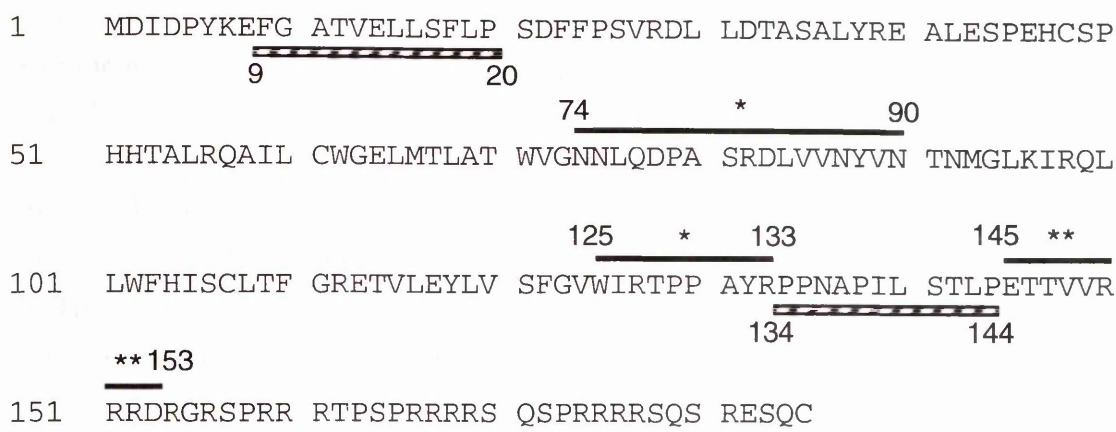 1 MDIDPYKEFG ATVELLSFLP SDFFPSVRDL LDTASALYRE ALESPEHCSP
9 20
74 * 90
51 HHTALRQAIL CWGELMTLAT WVGNNLQDPA SRDLVVNYVN TNMGLKIRQL
125 * 133 145 **
101 LWFHISCLTF GRETVLEYLV SFGVWIRTPP AYRPPNAPIL STLPETTVVR
134 144
**153
151 RRDRGRSPRR RTPSPRRRRS QSPRRRRSQS RESQC